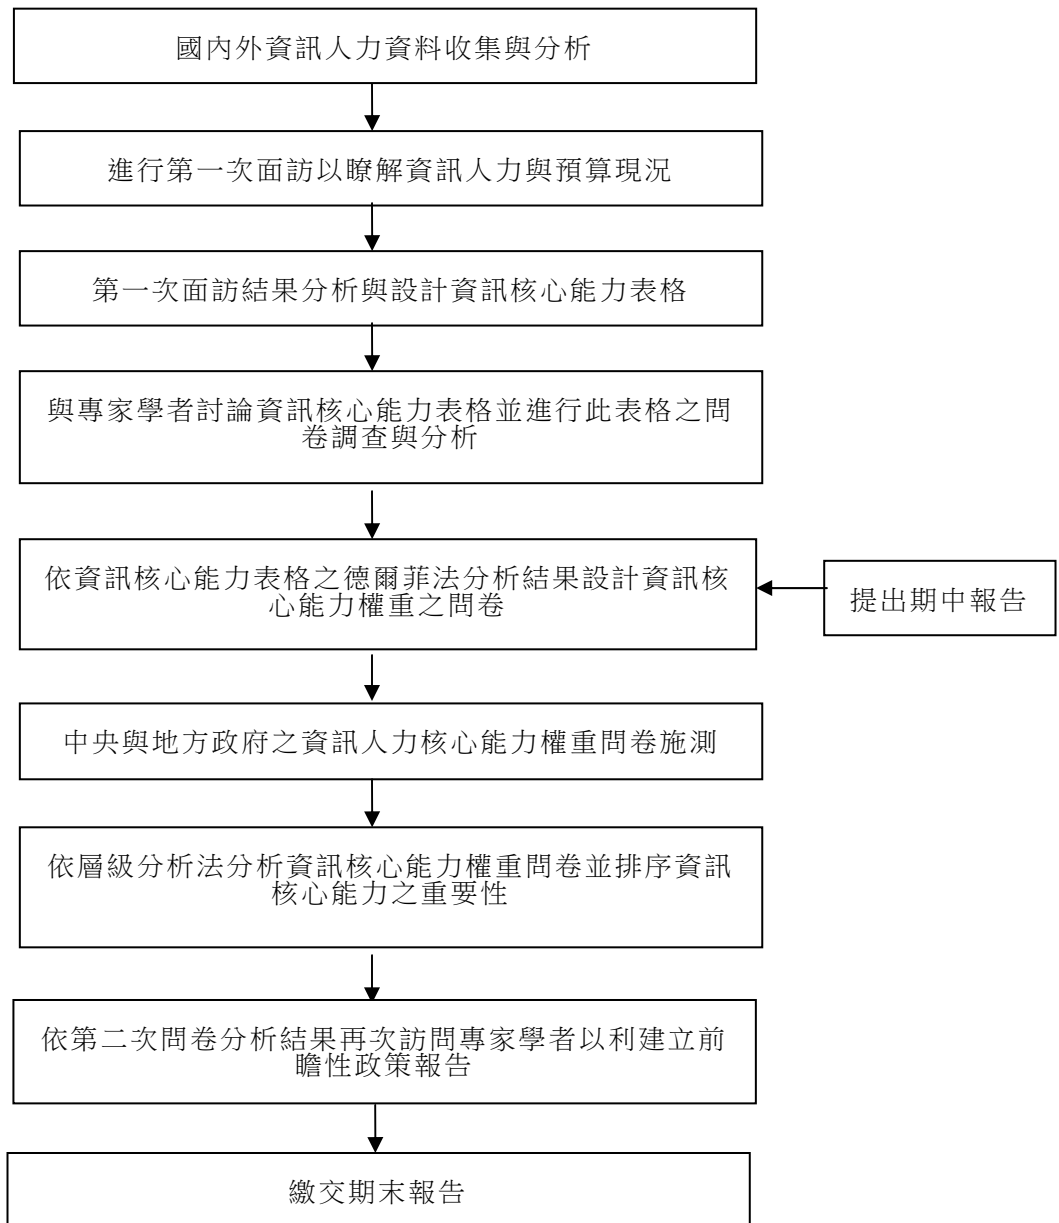 國內外資訊人力資料收集與分析
進行第一次面訪以瞭解資訊人力與預算現況
第一次面訪結果分析與設計資訊核心能力表格
與專家學者討論資訊核心能力表格並進行此表格之問
卷調查與分析
依資訊核心能力表格之德爾菲法分析結果設計資訊核
心能力權重之問卷
提出期中報告
中央與地方政府之資訊人力核心能力權重問卷施測
依層級分析法分析資訊核心能力權重問卷並排序資訊
核心能力之重要性
依第二次問卷分析結果再次訪問專家學者以利建立前
瞻性政策報告
繳交期末報告